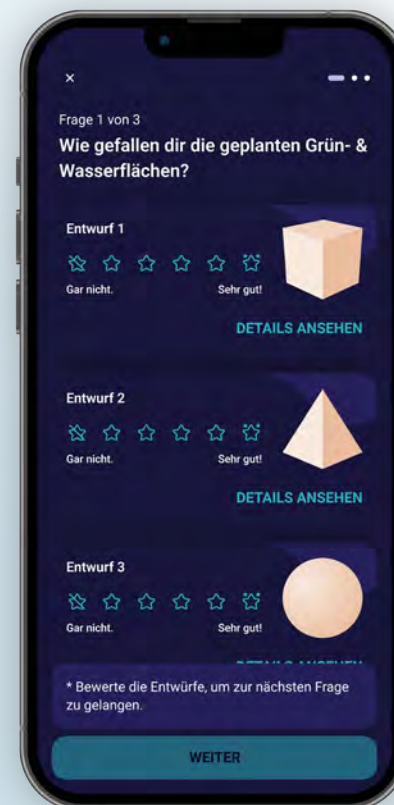 Frage 1 von 3
Wie gefallen dir die geplanten Grün- &
Wasserflächen?
Entwurf 1
Gar nicht. Sehr gut!
DETAILS ANSEHEN
Entwurf 2
Gar nicht. Sehr gut!
DETAILS ANSEHEN
Entwurf 3
Gar nicht. Sehr gut!
DETAILS ANSEHEN
* Bewerte die Entwürfe, um zur nächsten Frage
zu gelangen.
WEITER